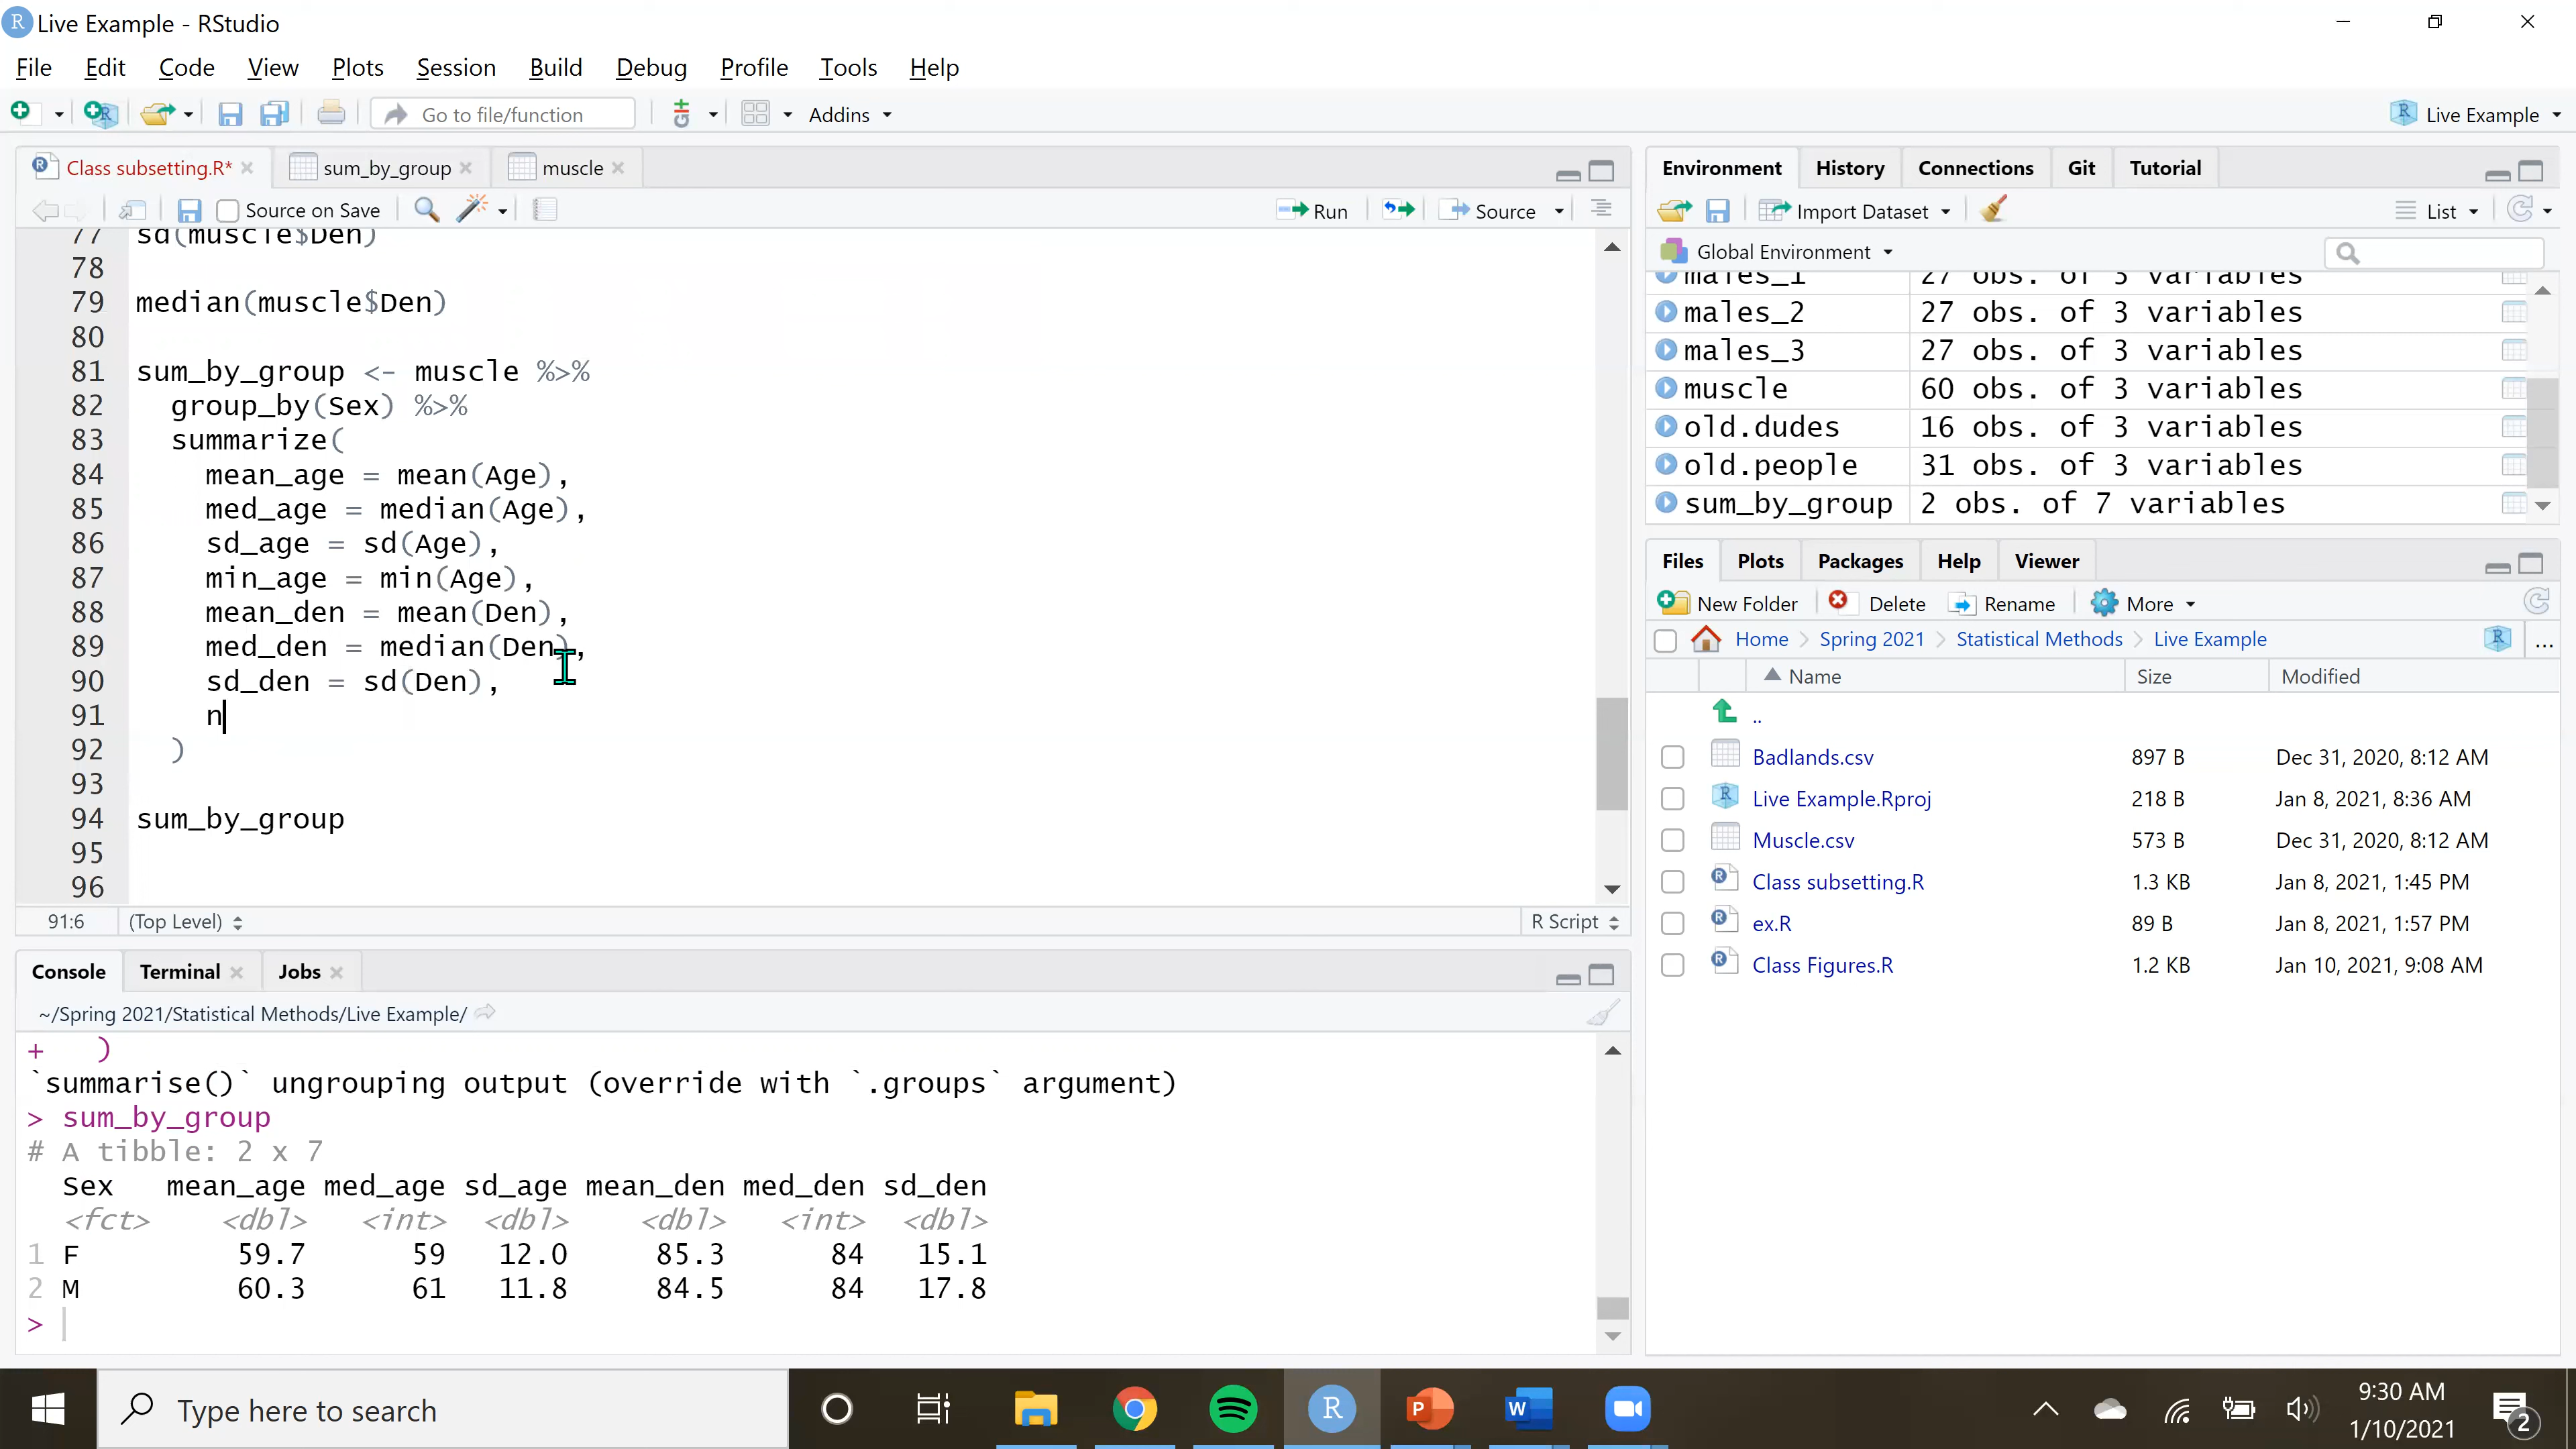 Live Example - RStudio
File Edit Code View Plots Session Build Debug Profile Tools Help
Go to file/function Addins Live Example
Class subsetting.R* sum_by_group muscle
Source on Save Run Source
77 sd(muscle$Den)
78
79 median(muscle$Den)
80
81 sum_by_group <- muscle %>%
82 group_by(Sex) %>%
83 summarize(
84 mean_age = mean(Age),
85 med_age = median(Age),
86 sd_age = sd(Age),
87 min_age = min(Age),
88 mean_den = mean(Den),
89 med_den = median(Den),
90 sd_den = sd(Den),
91 n
92 )
93
94 sum_by_group
95
96
91:6 (Top Level) R Script
Console Terminal Jobs
~/Spring 2021/Statistical Methods/Live Example/
+ )
`summarise()` ungrouping output (override with `.groups` argument)
> sum_by_group
# A tibble: 2 x 7
Sex mean_age med_age sd_age mean_den med_den sd_den
<fct> <dbl> <int> <dbl> <dbl> <int> <dbl>
1 F 59.7 59 12.0 85.3 84 15.1
2 M 60.3 61 11.8 84.5 84 17.8
>
Environment History Connections Git Tutorial
Import Dataset List
Global Environment
males_1 27 obs. of 3 variables
males_2 27 obs. of 3 variables
males_3 27 obs. of 3 variables
muscle 60 obs. of 3 variables
old.dudes 16 obs. of 3 variables
old.people 31 obs. of 3 variables
sum_by_group 2 obs. of 7 variables
Files Plots Packages Help Viewer
New Folder Delete Rename More
Home Spring 2021 Statistical Methods Live Example ...
Name Size Modified
..
Badlands.csv 897 B Dec 31, 2020, 8:12 AM
Live Example.Rproj 218 B Jan 8, 2021, 8:36 AM
Muscle.csv 573 B Dec 31, 2020, 8:12 AM
Class subsetting.R 1.3 KB Jan 8, 2021, 1:45 PM
ex.R 89 B Jan 8, 2021, 1:57 PM
Class Figures.R 1.2 KB Jan 10, 2021, 9:08 AM
Type here to search
9:30 AM
1/10/2021
2